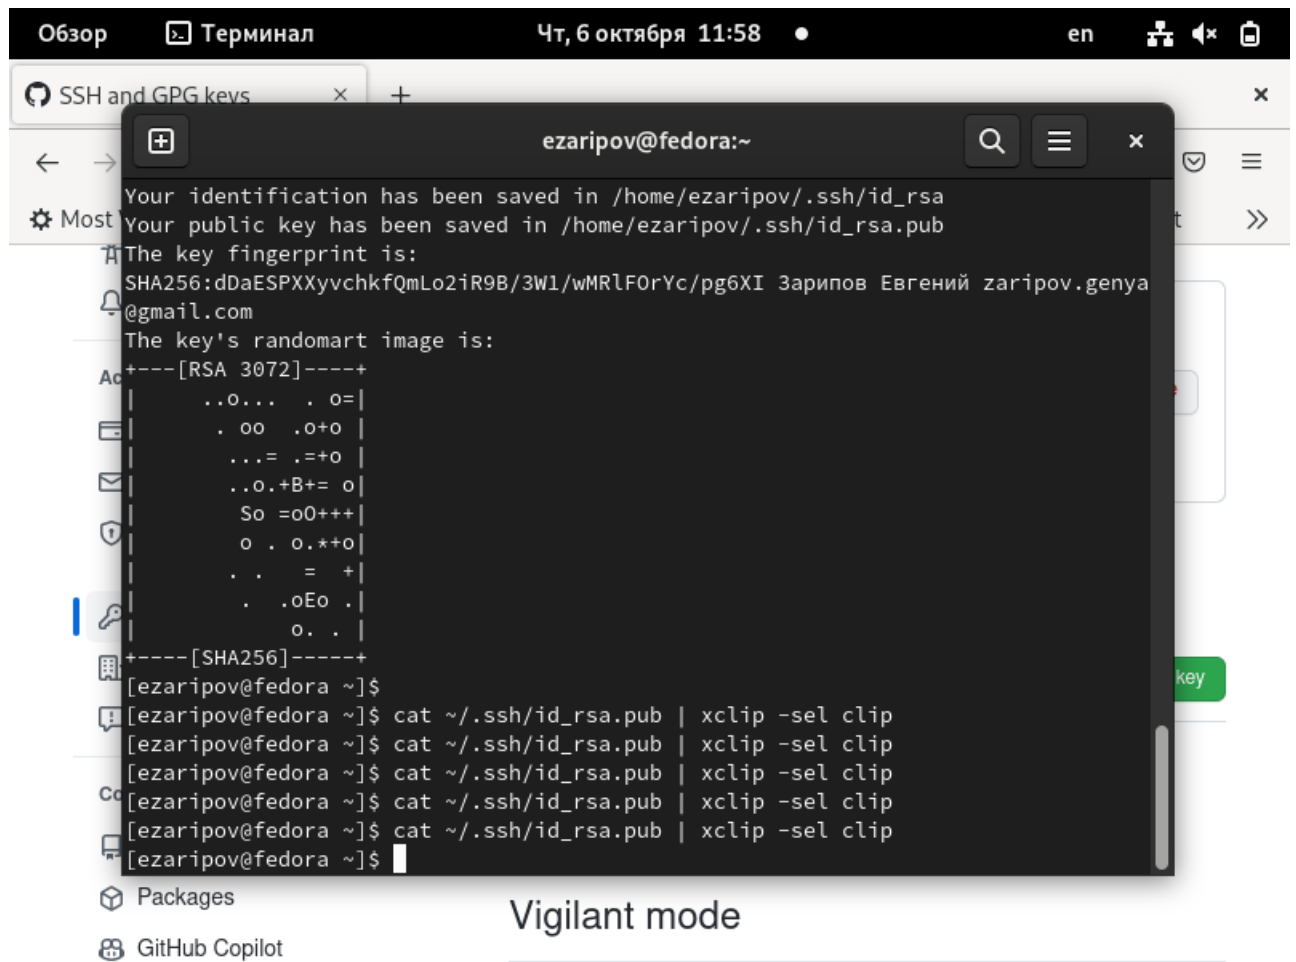 Обзор Терминал Чт, 6 октября 11:58 en
SSH and GPG keys
ezaripov@fedora:~
Most
Your identification has been saved in /home/ezaripov/.ssh/id_rsa
Your public key has been saved in /home/ezaripov/.ssh/id_rsa.pub
The key fingerprint is:
SHA256:dDaESPXXyvchkfQmLo2iR9B/3W1/wMRlFOrYc/pg6XI Зарипов Евгений zaripov.genya
@gmail.com
The key's randomart image is:
+---[RSA 3072]----+
|      ..o...  . o=|
|       . oo  .o+o |
|        ...= .=+o |
|        ..o.+B+= o|
|         So =oO+++|
|         o . o.*+o|
|        . .   =  +|
|         .  .oEo .|
|             o. . |
+----[SHA256]-----+
[ezaripov@fedora ~]$
[ezaripov@fedora ~]$ cat ~/.ssh/id_rsa.pub | xclip -sel clip
[ezaripov@fedora ~]$ cat ~/.ssh/id_rsa.pub | xclip -sel clip
[ezaripov@fedora ~]$ cat ~/.ssh/id_rsa.pub | xclip -sel clip
[ezaripov@fedora ~]$ cat ~/.ssh/id_rsa.pub | xclip -sel clip
[ezaripov@fedora ~]$ cat ~/.ssh/id_rsa.pub | xclip -sel clip
[ezaripov@fedora ~]$
key
Packages
Vigilant mode
GitHub Copilot